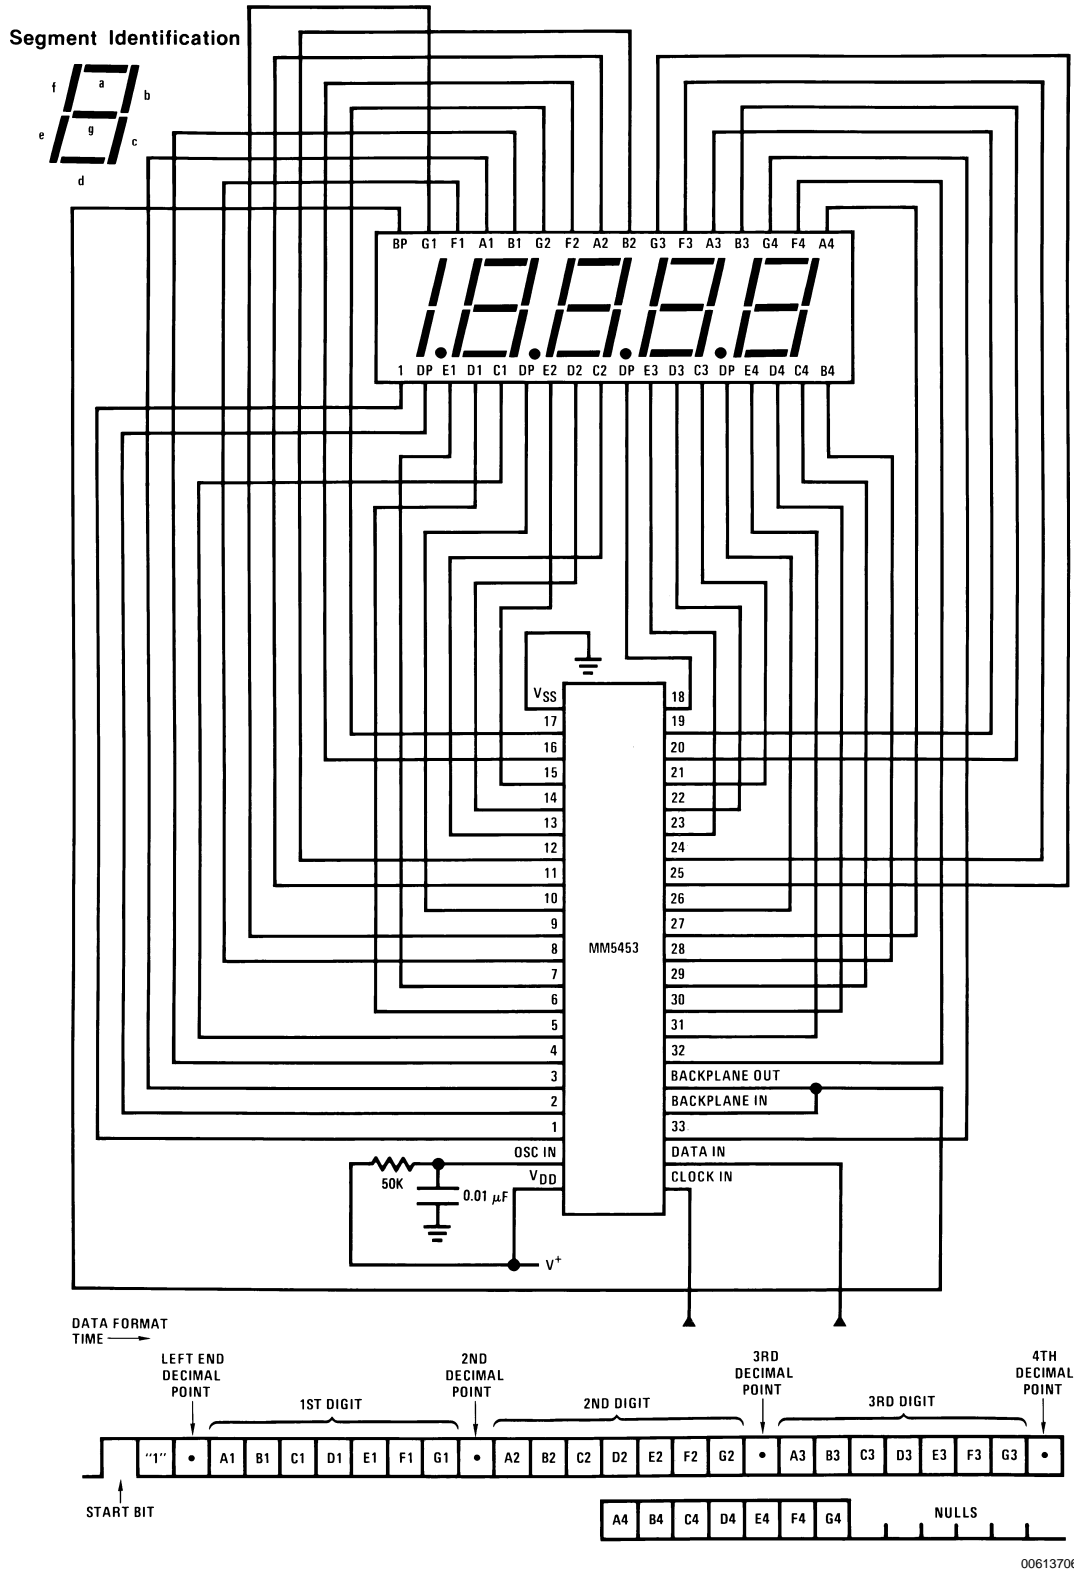 Segment Identification
a
f
b
g
e
c
d
BP G1 F1 A1 B1 G2 F2 A2 B2 G3 F3 A3 B3 G4 F4 A4
1 DP E1 D1 C1 DP E2 D2 C2 DP E3 D3 C3 DP E4 D4 C4 B4
VSS
17
16
15
14
13
12
11
10
9
8
7
6
5
4
3
2
1
OSC IN
VDD
MM5453
18
19
20
21
22
23
24
25
26
27
28
29
30
31
32
BACKPLANE OUT
BACKPLANE IN
33
DATA IN
CLOCK IN
50K
0.01 μF
V+
DATA FORMAT
TIME
LEFT END
DECIMAL
POINT
1ST DIGIT
2ND
DECIMAL
POINT
2ND DIGIT
3RD
DECIMAL
POINT
3RD DIGIT
4TH
DECIMAL
POINT
"1" • A1 B1 C1 D1 E1 F1 G1 • A2 B2 C2 D2 E2 F2 G2 • A3 B3 C3 D3 E3 F3 G3 •
START BIT
A4 B4 C4 D4 E4 F4 G4 NULLS
00613706